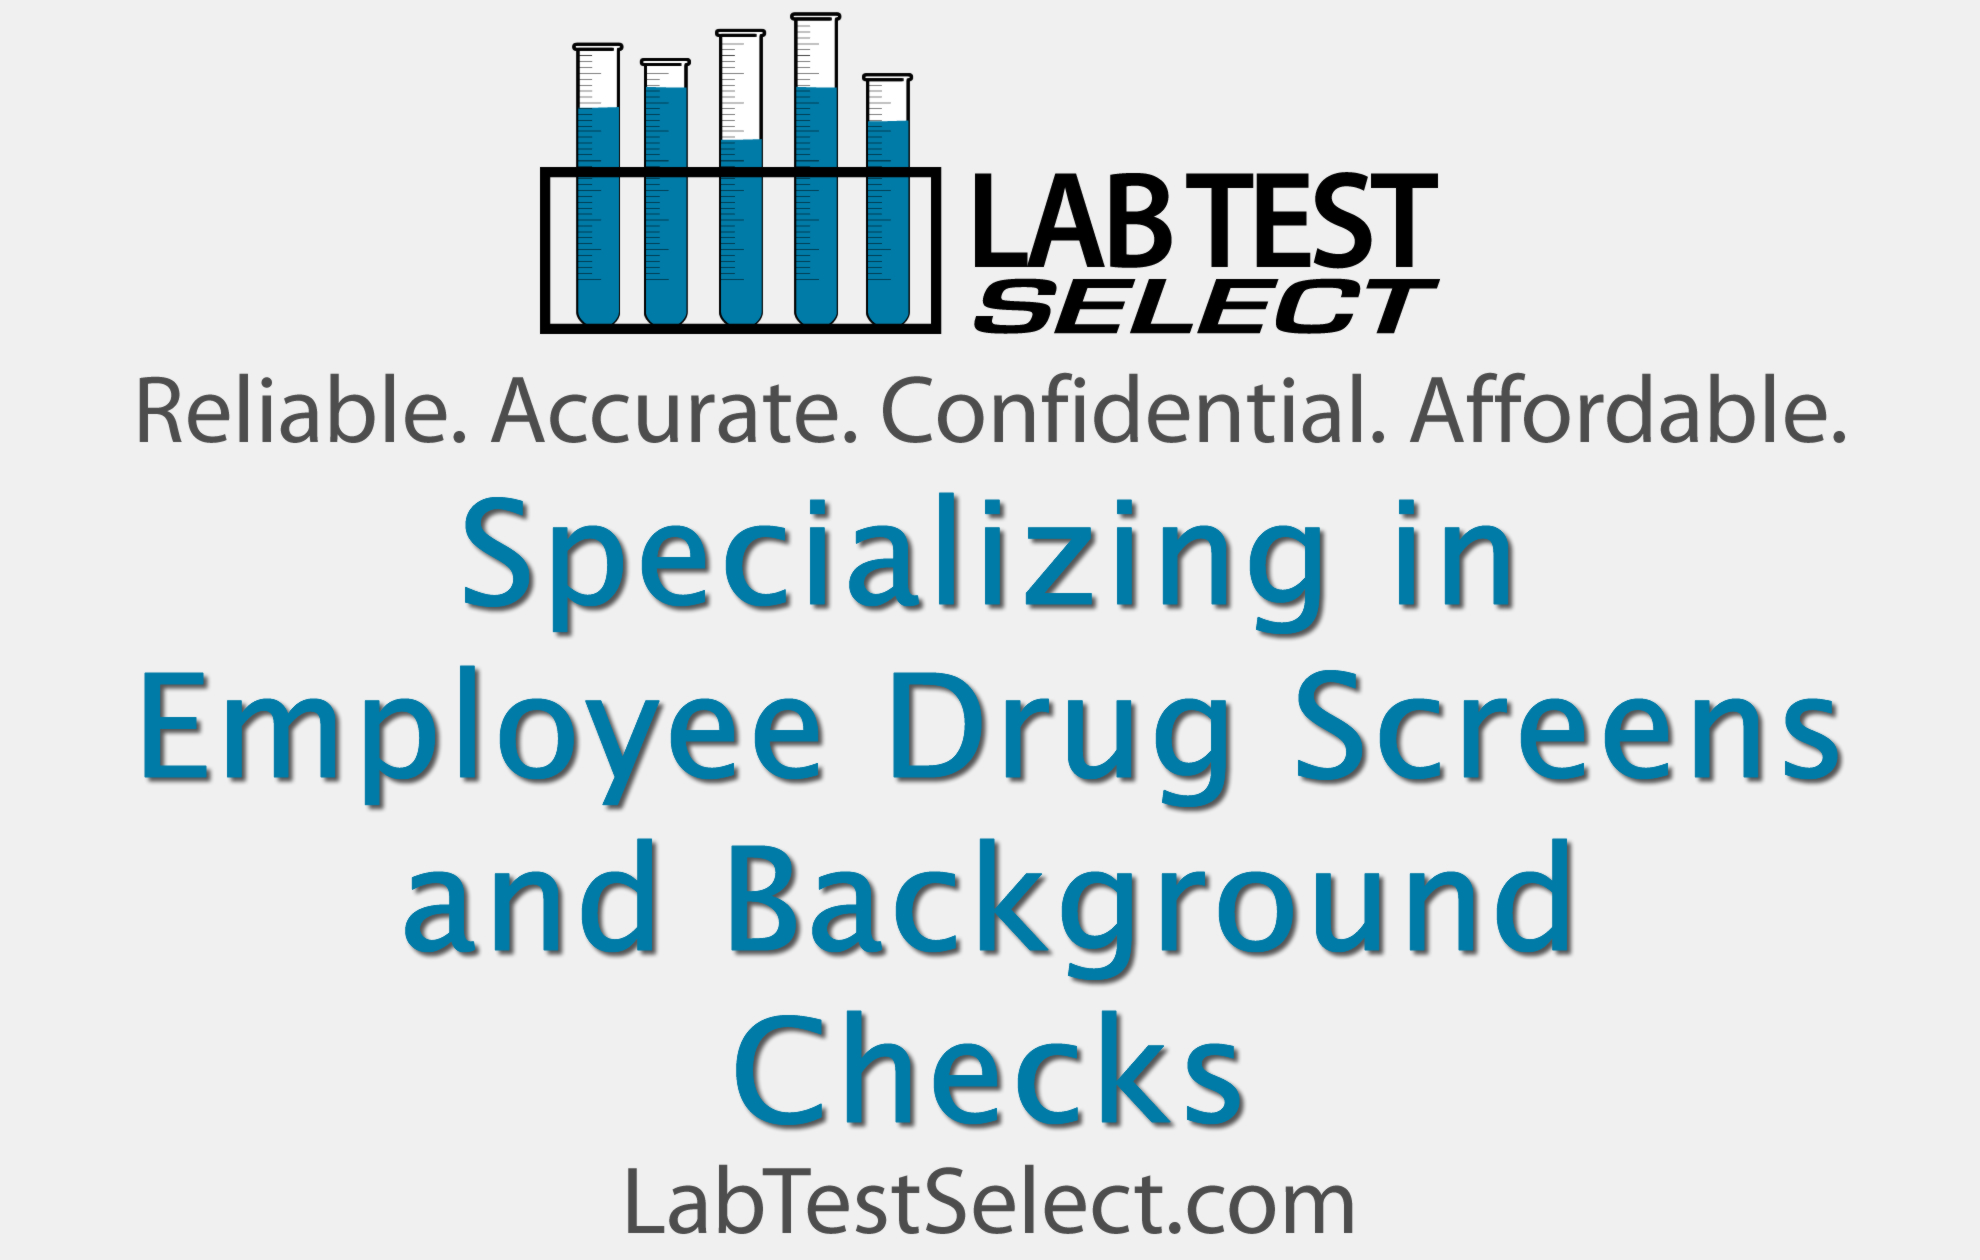 LAB TEST
SELECT
Reliable. Accurate. Confidential. Affordable.
Specializing in
Employee Drug Screens
and Background
Checks
LabTestSelect.com